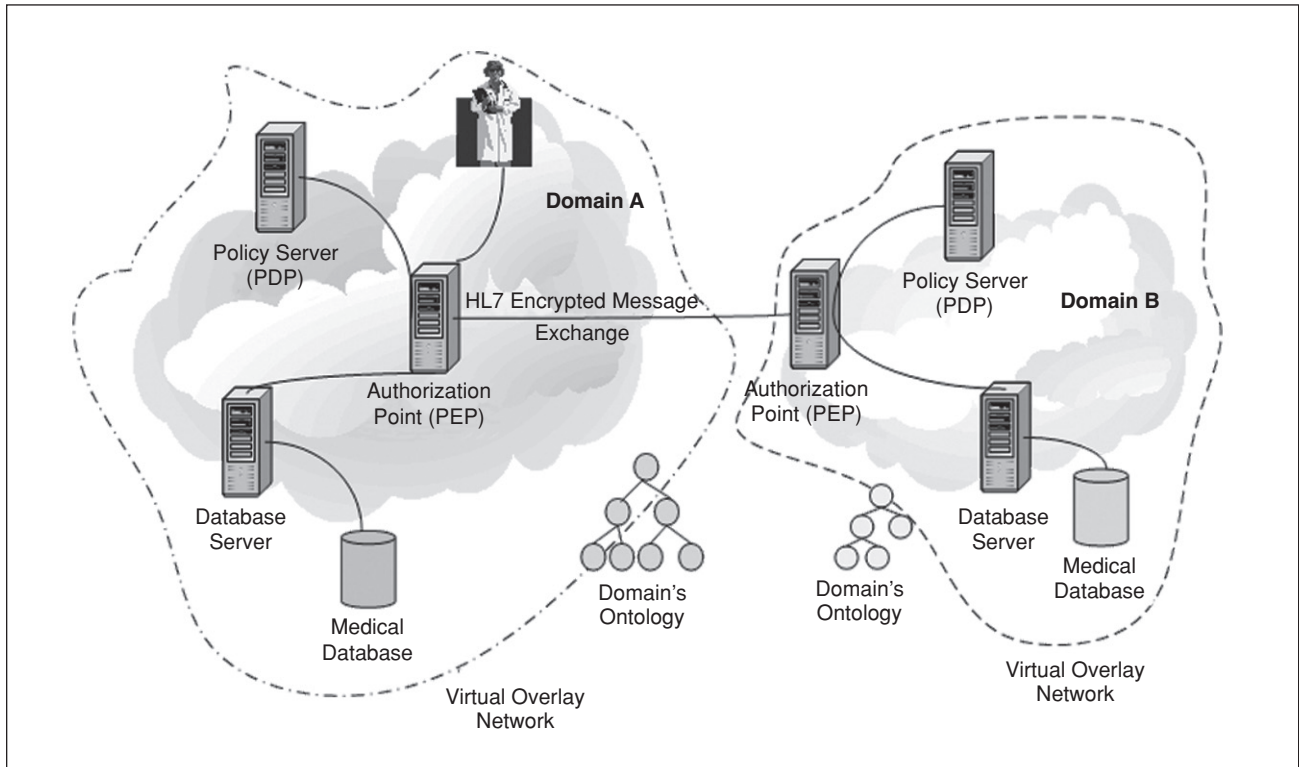 Domain A
Policy Server
(PDP)
HL7 Encrypted Message
Exchange
Authorization
Point (PEP)
Database
Server
Medical
Database
Domain's
Ontology
Virtual Overlay
Network
Policy Server
(PDP)
Domain B
Authorization
Point (PEP)
Database
Server
Medical
Database
Domain's
Ontology
Virtual Overlay
Network